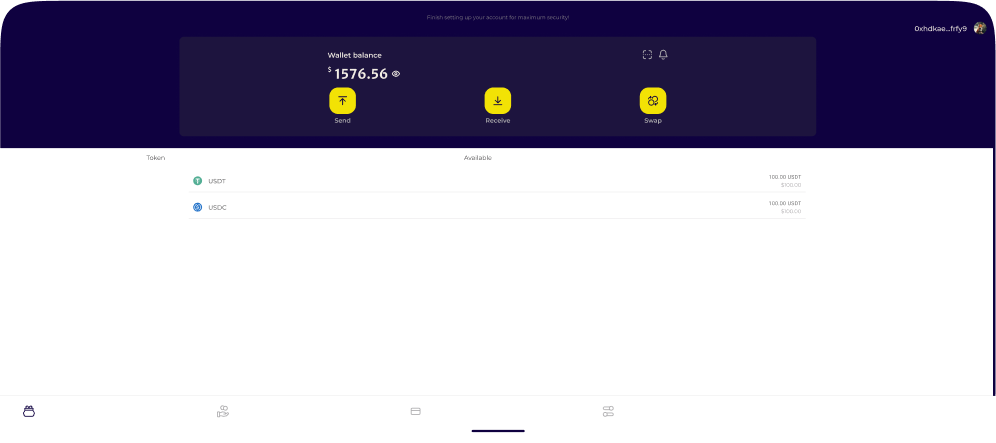 Finish setting up your account for maximum security!
0xhdkae...frfy9
Wallet balance
$ 1576.56
Send
Receive
Swap
Token
Available
USDT
100.00 USDT
$100.00
USDC
100.00 USDT
$100.00